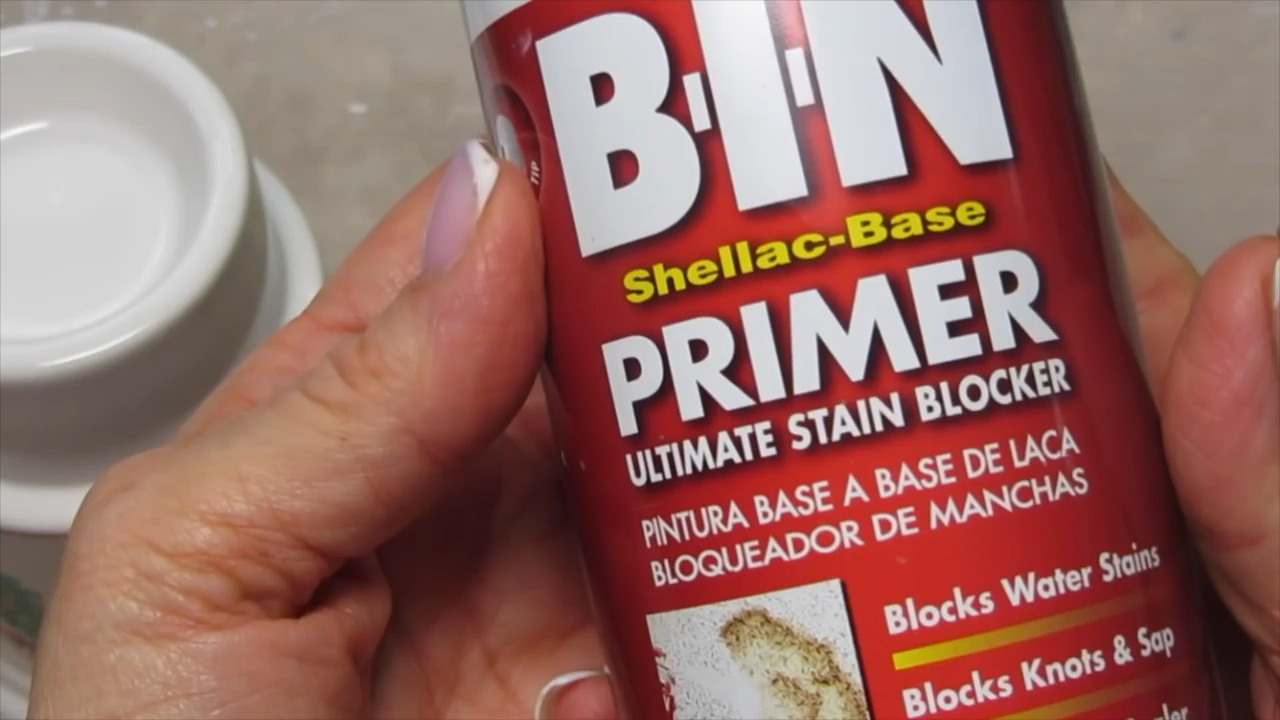 B-I-N
TIP
Shellac-Base
PRIMER
ULTIMATE STAIN BLOCKER
PINTURA BASE A BASE DE LACA
BLOQUEADOR DE MANCHAS
Blocks Water Stains
Blocks Knots & Sap